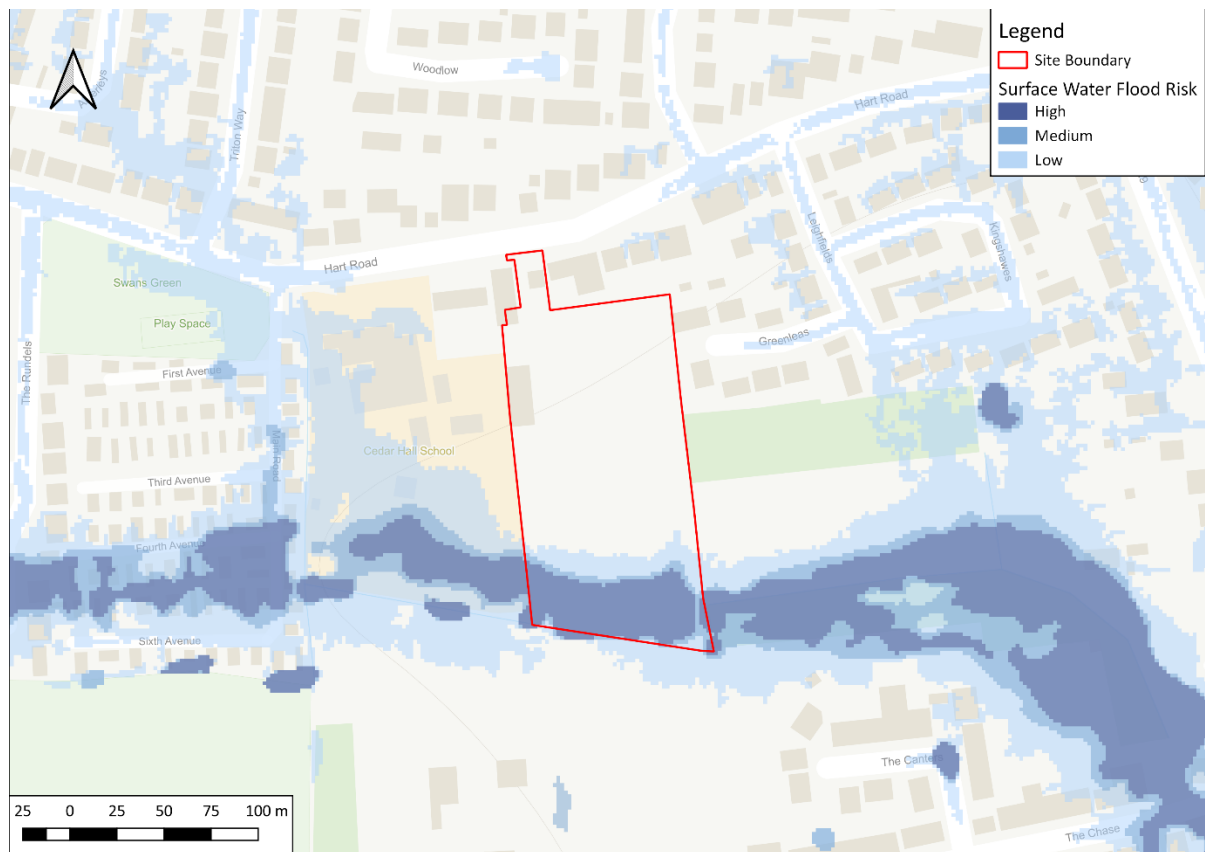 Legend
Site Boundary
Surface Water Flood Risk
High
Medium
Low
Woodlow
Hart Road
Triton Way
Leighfields
Kingshawes
Hart Road
Swans Green
Play Space
The Rundels
First Avenue
Greenleas
Main Road
Cedar Hall School
Third Avenue
Fourth Avenue
Sixth Avenue
The Canters
The Chase
25 0 25 50 75 100 m